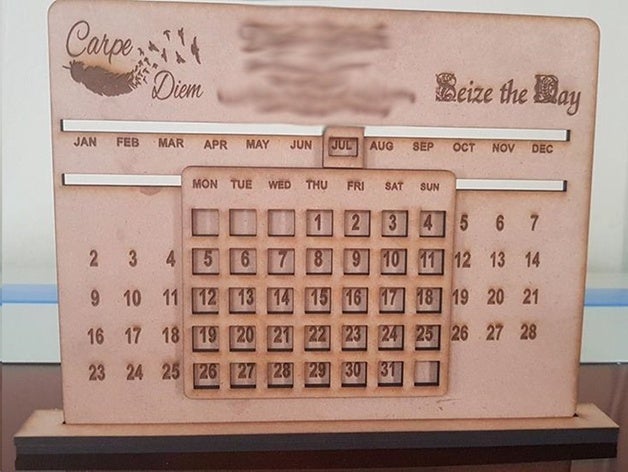 Carpe
Diem
Seize the Day
JAN FEB MAR APR MAY JUN JUL AUG SEP OCT NOV DEC
MON TUE WED THU FRI SAT SUN
1 2 3 4 5 6 7
2 3 4 5 6 7 8 9 10 11 12 13 14
9 10 11 12 13 14 15 16 17 18 19 20 21
16 17 18 19 20 21 22 23 24 25 26 27 28
23 24 25 26 27 28 29 30 31